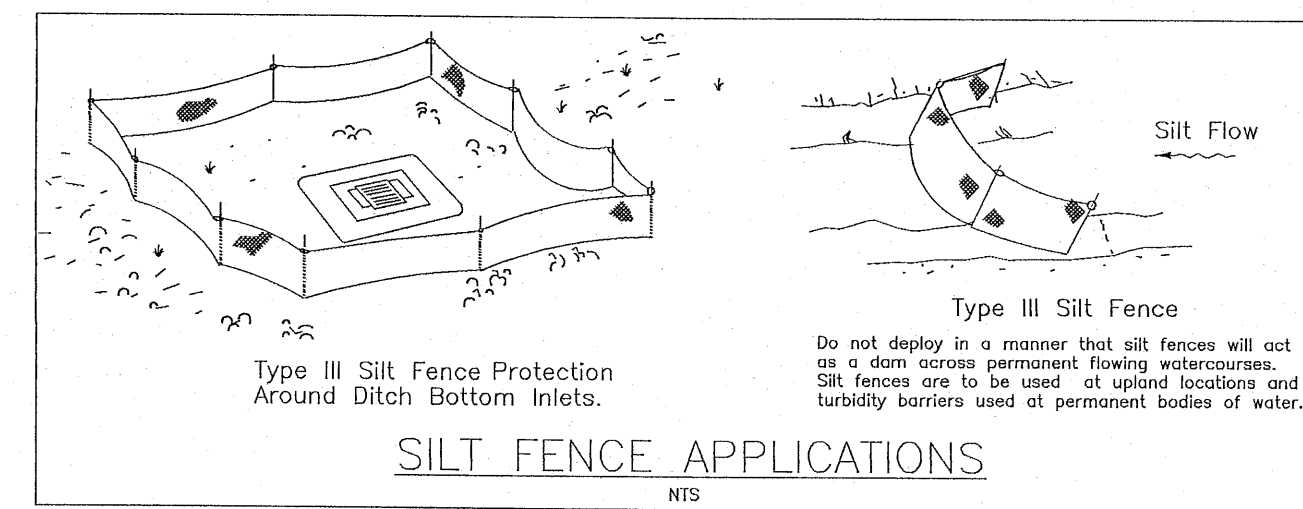 Silt Flow
Type III Silt Fence Protection
Around Ditch Bottom Inlets.
Type III Silt Fence
Do not deploy in a manner that silt fences will act
as a dam across permanent flowing watercourses.
Silt fences are to be used at upland locations and
turbidity barriers used at permanent bodies of water.
SILT FENCE APPLICATIONS
NTS